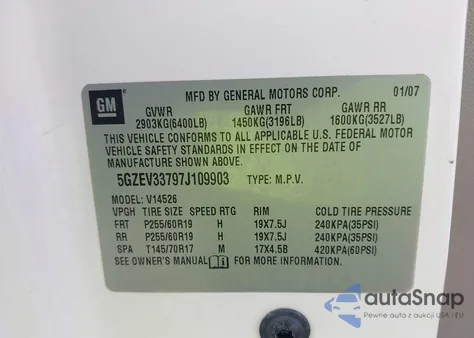 GM
MFD BY GENERAL MOTORS CORP. 01/07
GVWR GAWR FRT GAWR RR
2903KG(6400LB) 1450KG(3196LB) 1600KG(3527LB)
THIS VEHICLE CONFORMS TO ALL APPLICABLE U.S. FEDERAL MOTOR
VEHICLE SAFETY STANDARDS IN EFFECT ON THE DATE OF
MANUFACTURE SHOWN ABOVE.
5GZEV33797J109903 TYPE: M.P.V.
MODEL: V14526
VPGH TIRE SIZE SPEED RTG RIM COLD TIRE PRESSURE
FRT P255/60R19 H 19X7.5J 240KPA(35PSI)
RR P255/60R19 H 19X7.5J 240KPA(35PSI)
SPA T145/70R17 M 17X4.5B 420KPA(60PSI)
SEE OWNER'S MANUAL FOR MORE INFORMATION
autoSnap
Pewne auta z aukcji USA i EU